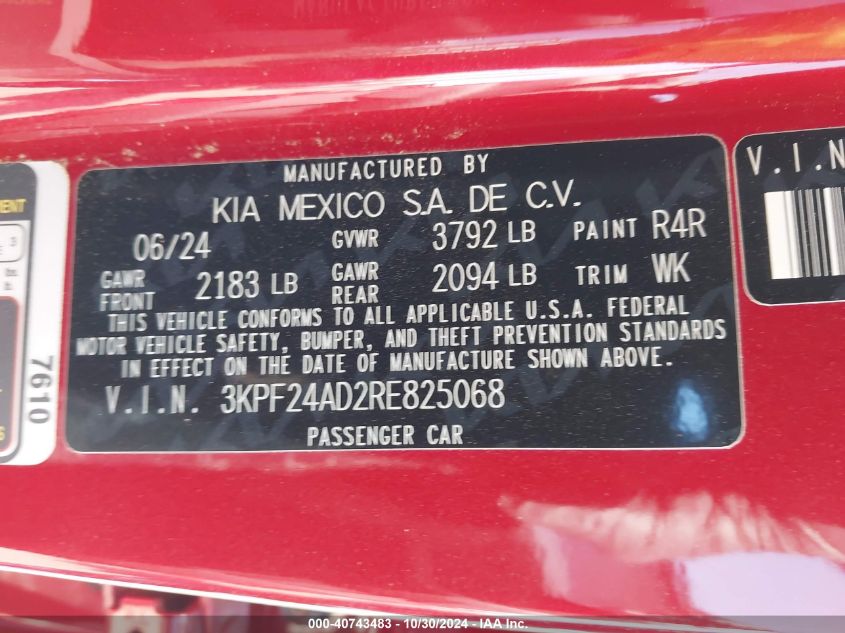 MANUFACTURED BY
KIA MEXICO S.A. DE C.V.
06/24 GVWR 3792 LB PAINT R4R
GAWR FRONT 2183 LB GAWR REAR 2094 LB TRIM WK
THIS VEHICLE CONFORMS TO ALL APPLICABLE U.S.A. FEDERAL
MOTOR VEHICLE SAFETY, BUMPER, AND THEFT PREVENTION STANDARDS
IN EFFECT ON THE DATE OF MANUFACTURE SHOWN ABOVE.
V.I.N. 3KPF24AD2RE825068
PASSENGER CAR
V.I.N
7610
000-40743483 - 10/30/2024 - IAA Inc.